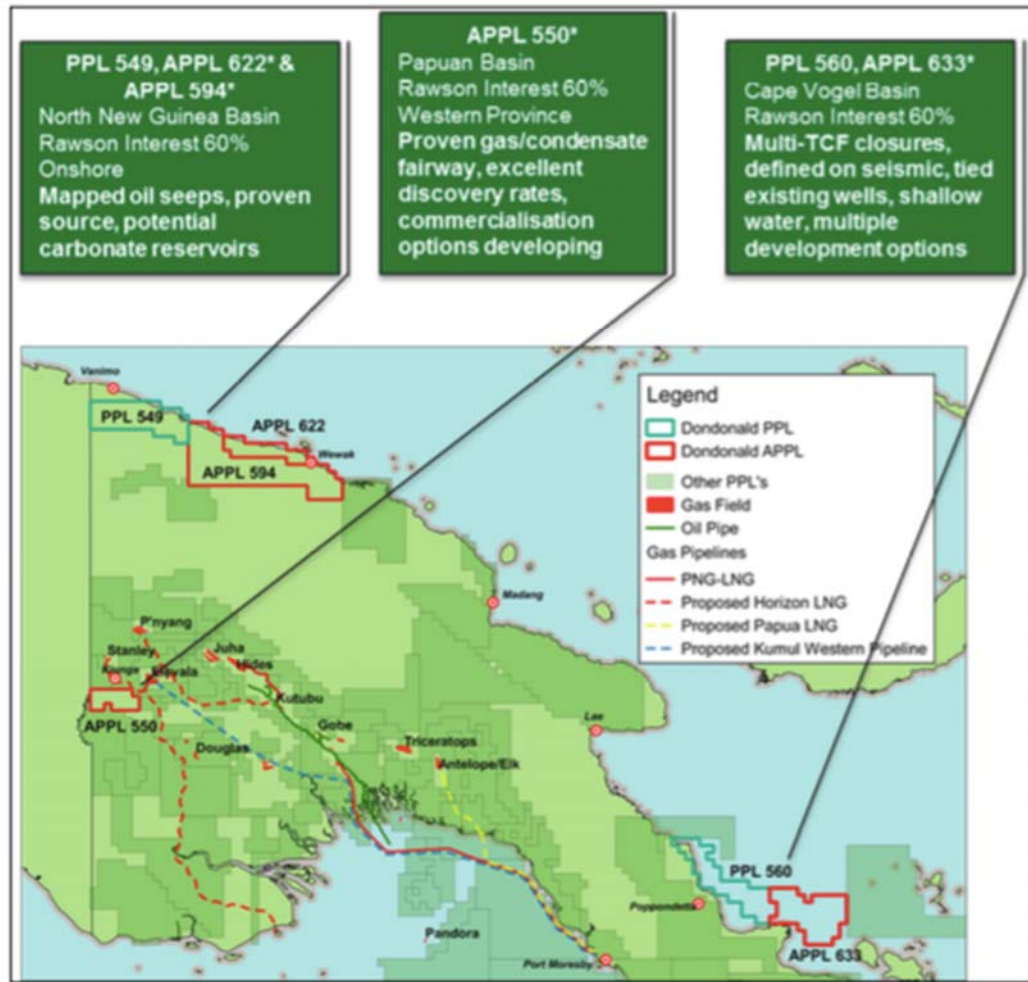 PPL 549, APPL 622* &
APPL 594*
North New Guinea Basin
Rawson Interest 60%
Onshore
Mapped oil seeps, proven
source, potential
carbonate reservoirs
APPL 550*
Papuan Basin
Rawson Interest 60%
Western Province
Proven gas/condensate
fairway, excellent
discovery rates,
commercialisation
options developing
PPL 560, APPL 633*
Cape Vogel Basin
Rawson Interest 60%
Multi-TCF closures,
defined on seismic, tied
existing wells, shallow
water, multiple
development options
Vanimo
PPL 549
APPL 622
Wewak
APPL 594
Legend
Dondonald PPL
Dondonald APPL
Other PPL's
Gas Field
Oil Pipe
Gas Pipelines
PNG-LNG
Proposed Horizon LNG
Proposed Papua LNG
Proposed Kumul Western Pipeline
Madang
P'nyang
Stanley
Juha
Hides
Kutubu
APPL 550
Gobe
Lae
Douglas
Triceratops
Antelope/Elk
PPL 560
Poppondetta
Pandora
APPL 633
Port Moresby